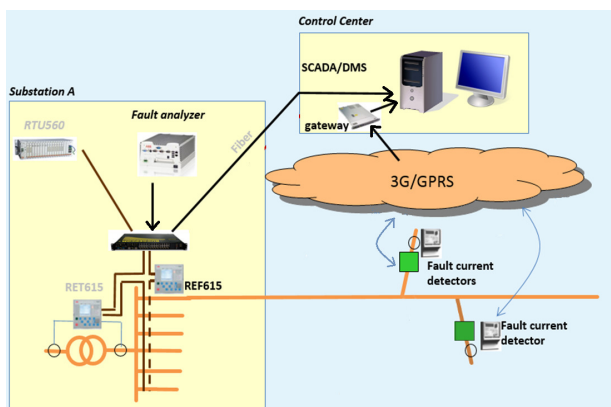 Control Center
SCADA/DMS
gateway
Substation A
RTU560
Fault analyzer
Fiber
3G/GPRS
REF615
RET615
Fault current
detectors
Fault current
detector